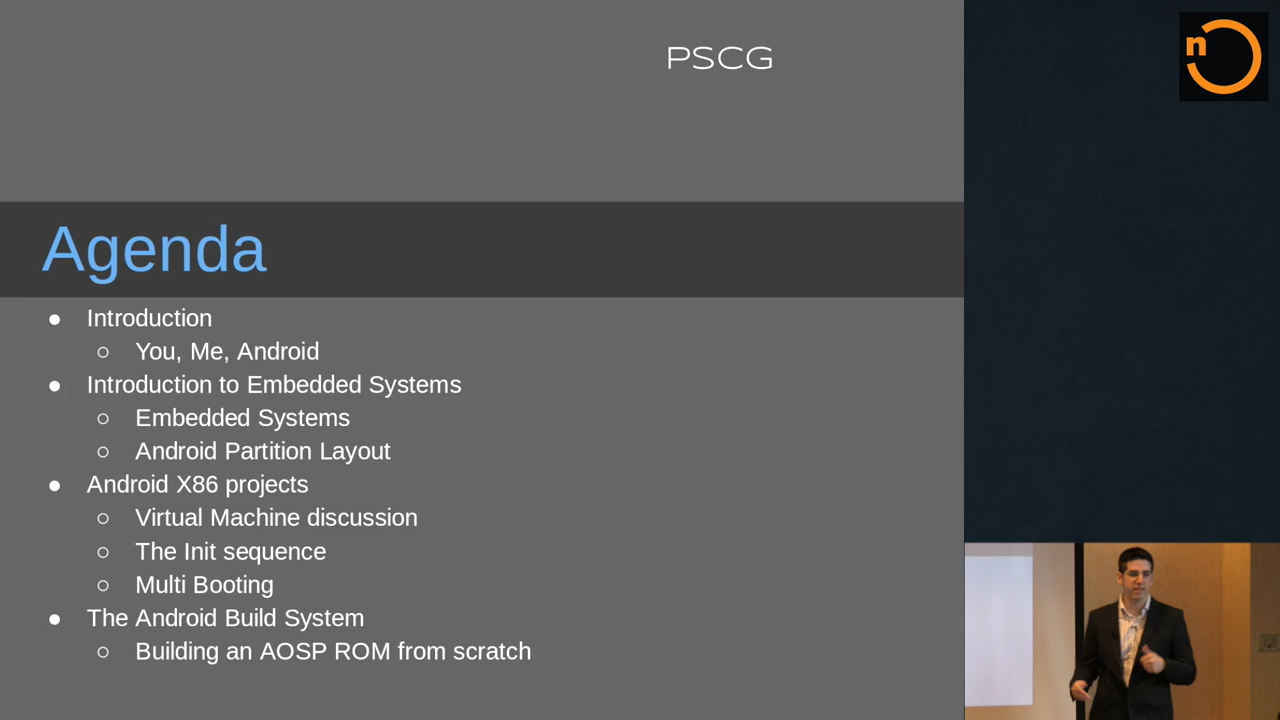 PSCG
n
Agenda
● Introduction
○ You, Me, Android
● Introduction to Embedded Systems
○ Embedded Systems
○ Android Partition Layout
● Android X86 projects
○ Virtual Machine discussion
○ The Init sequence
○ Multi Booting
● The Android Build System
○ Building an AOSP ROM from scratch